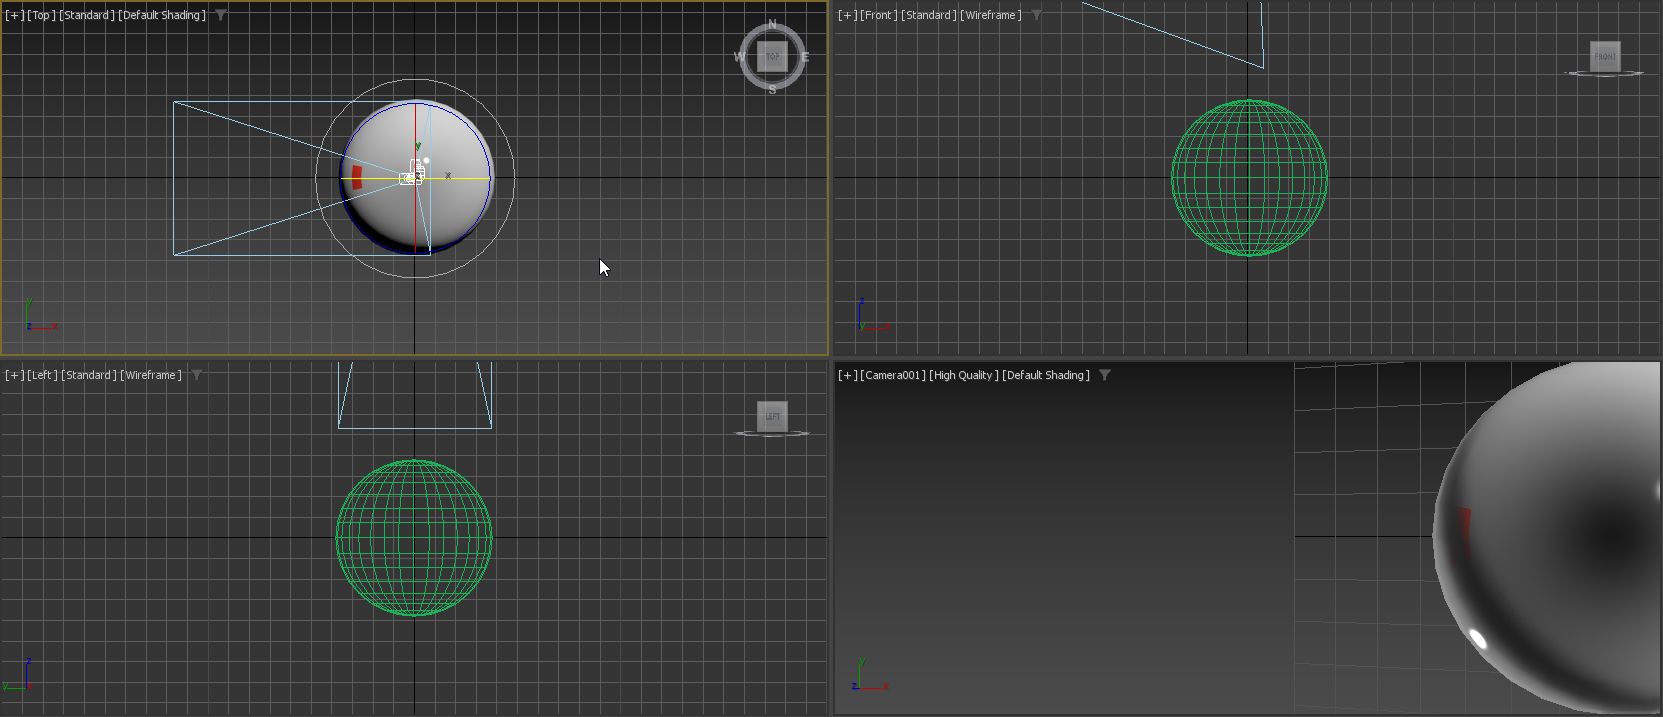 [+] [Top] [Standard] [Default Shading]
N
W TOP E
S
y
x
y
z x
[+] [Front] [Standard] [Wireframe]
FRONT
z
y x
[+] [Left] [Standard] [Wireframe]
LEFT
z
y
[+] [Camera001] [High Quality] [Default Shading]
y
z x